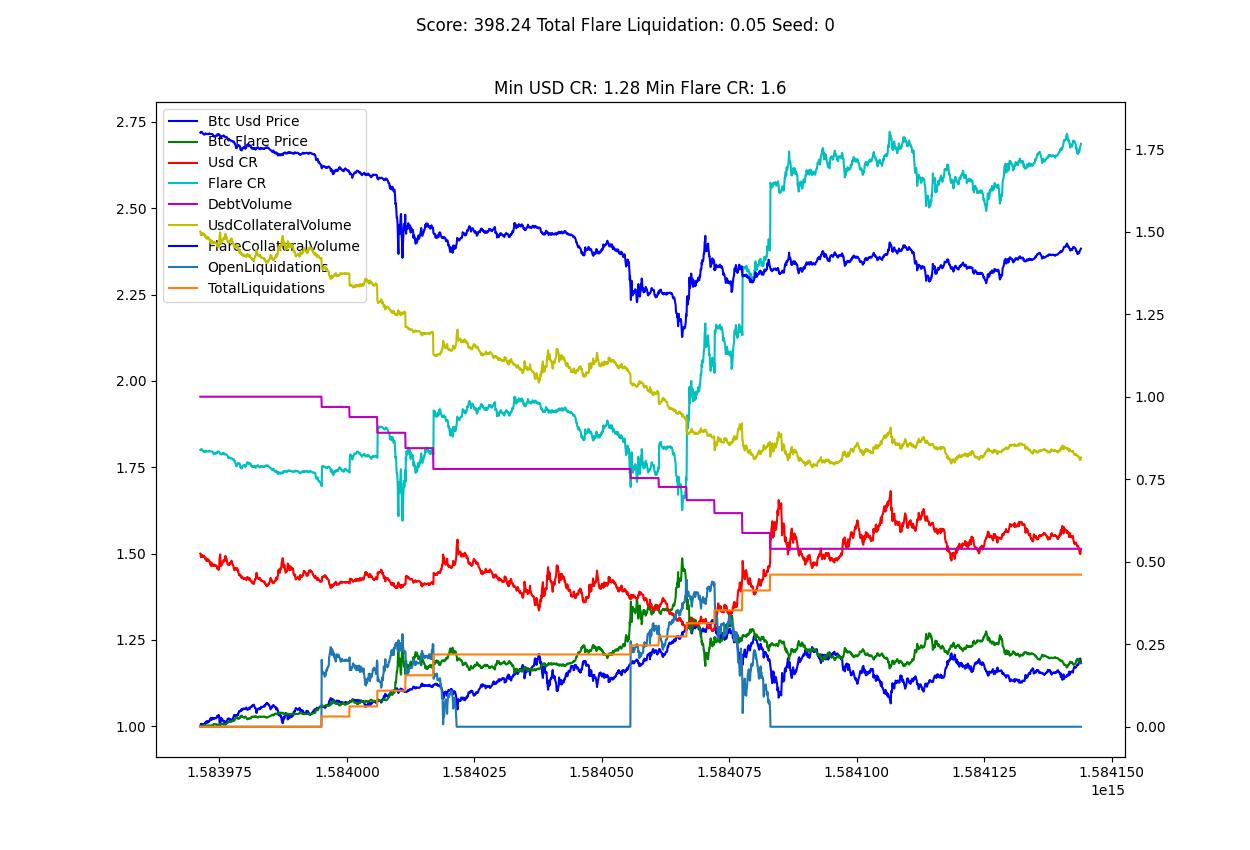 Score: 398.24 Total Flare Liquidation: 0.05 Seed: 0
Min USD CR: 1.28 Min Flare CR: 1.6
Btc Usd Price
Btc Flare Price
Usd CR
Flare CR
DebtVolume
UsdCollateralVolume
FlareCollateralVolume
OpenLiquidations
TotalLiquidations
2.75
2.50
2.25
2.00
1.75
1.50
1.25
1.00
1.75
1.50
1.25
1.00
0.75
0.50
0.25
0.00
1.583975 1.584000 1.584025 1.584050 1.584075 1.584100 1.584125 1.584150
1e15